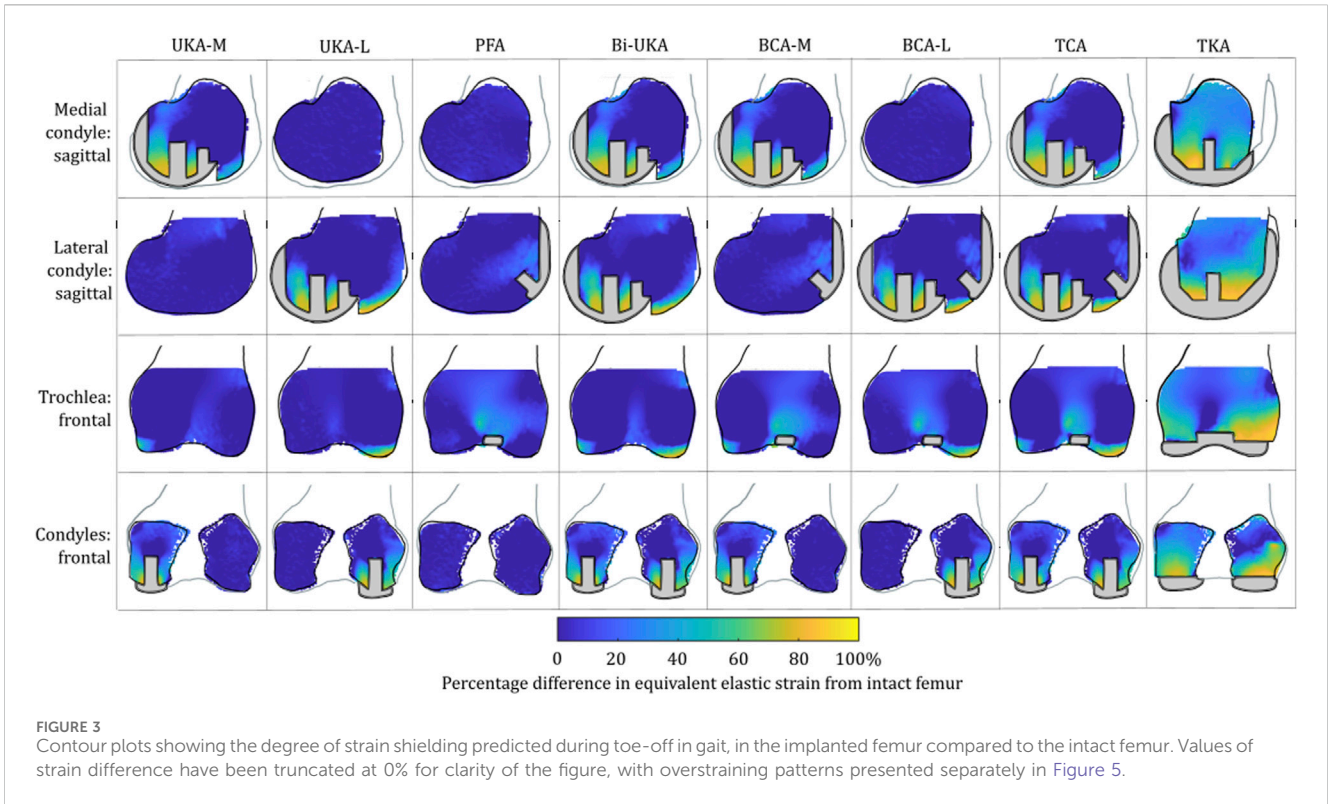 UKA-M UKA-L PFA Bi-UKA BCA-M BCA-L TCA TKA
Medial
condyle:
sagittal
Lateral
condyle:
sagittal
Trochlea:
frontal
Condyles:
frontal
0 20 40 60 80 100%
Percentage difference in equivalent elastic strain from intact femur
FIGURE 3
Contour plots showing the degree of strain shielding predicted during toe-off in gait, in the implanted femur compared to the intact femur. Values of
strain difference have been truncated at 0% for clarity of the figure, with overstraining patterns presented separately in Figure 5.